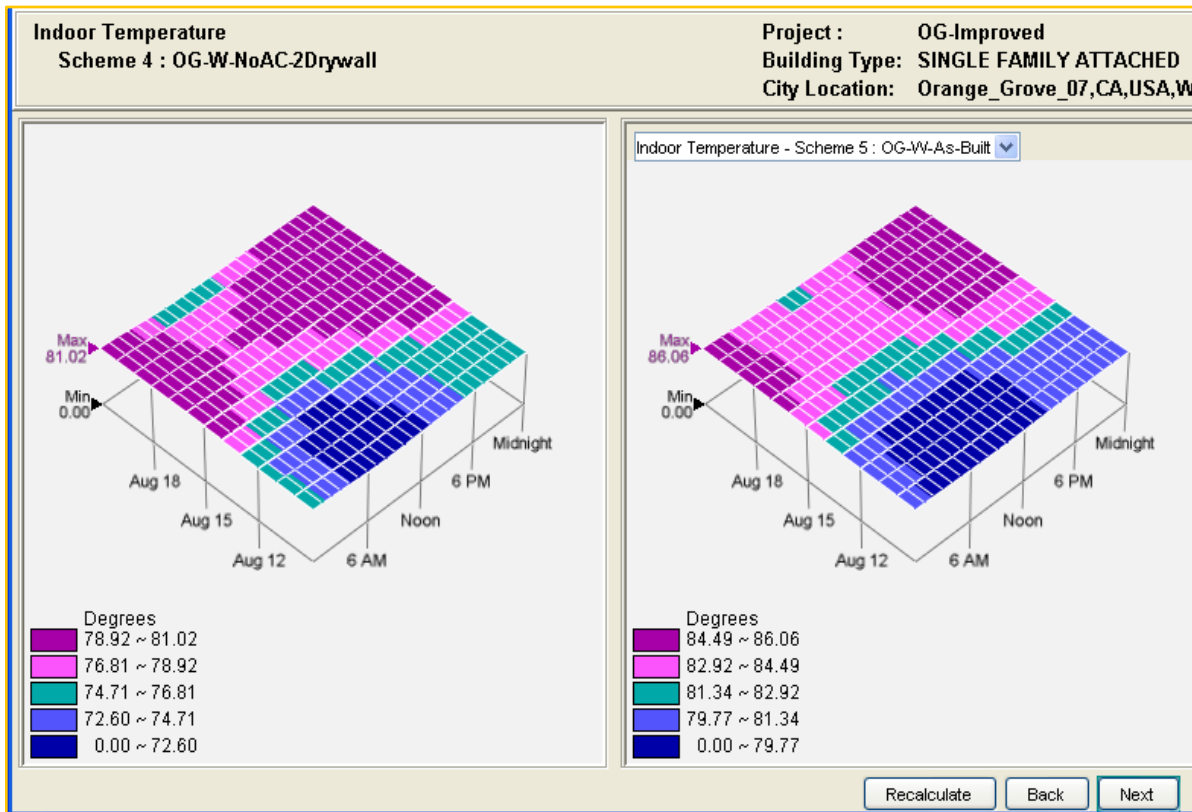 Indoor Temperature
Scheme 4 : OG-W-NoAC-2Drywall
Project : OG-Improved
Building Type: SINGLE FAMILY ATTACHED
City Location: Orange_Grove_07,CA,USA,W
Max
81.02
Min
0.00
Aug 18
Aug 15
Aug 12
6 AM
Noon
6 PM
Midnight
Degrees
78.92 ~ 81.02
76.81 ~ 78.92
74.71 ~ 76.81
72.60 ~ 74.71
0.00 ~ 72.60
Indoor Temperature - Scheme 5 : OG-W-As-Built
Max
86.06
Min
0.00
Aug 18
Aug 15
Aug 12
6 AM
Noon
6 PM
Midnight
Degrees
84.49 ~ 86.06
82.92 ~ 84.49
81.34 ~ 82.92
79.77 ~ 81.34
0.00 ~ 79.77
Recalculate
Back
Next